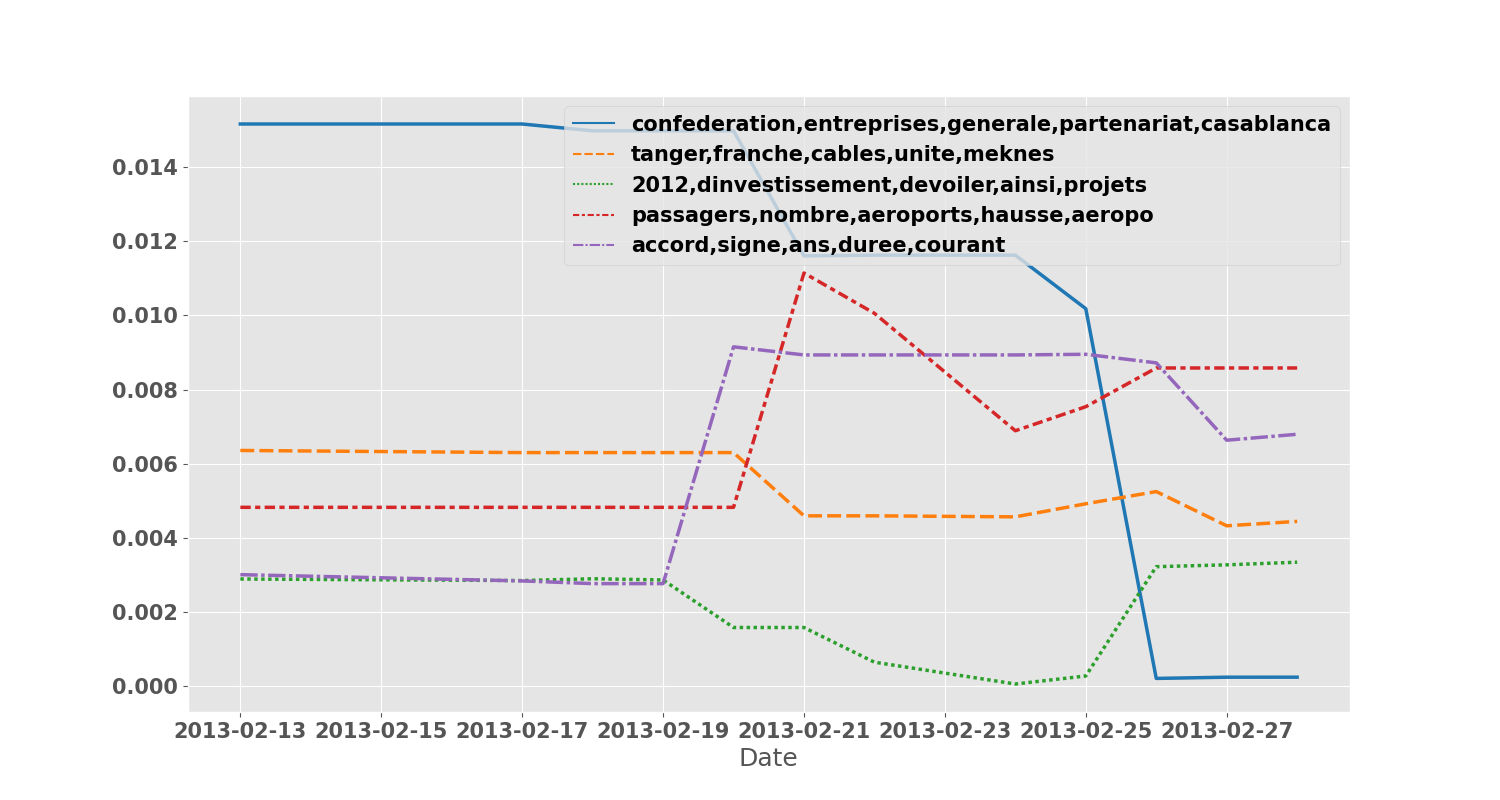 confederation,entreprises,generale,partenariat,casablanca
tanger,franche,cables,unite,meknes
2012,dinvestissement,devoiler,ainsi,projets
passagers,nombre,aeroports,hausse,aeropo
accord,signe,ans,duree,courant
0.014
0.012
0.010
0.008
0.006
0.004
0.002
0.000
2013-02-13 2013-02-15 2013-02-17 2013-02-19 2013-02-21 2013-02-23 2013-02-25 2013-02-27
Date